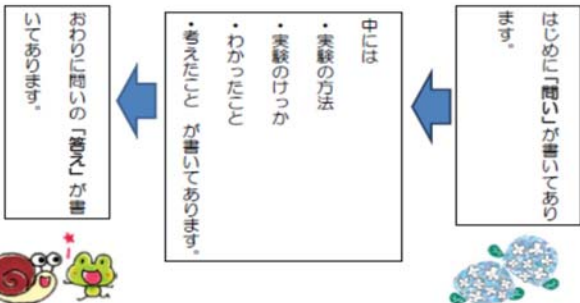 はじめに「問い」が書いてあり
ます。
中には
・実験の方法
・実験のけっか
・わかったこと
・考えたこと　が書いてあります。
おわりに問いの「答え」が書
いてあります。